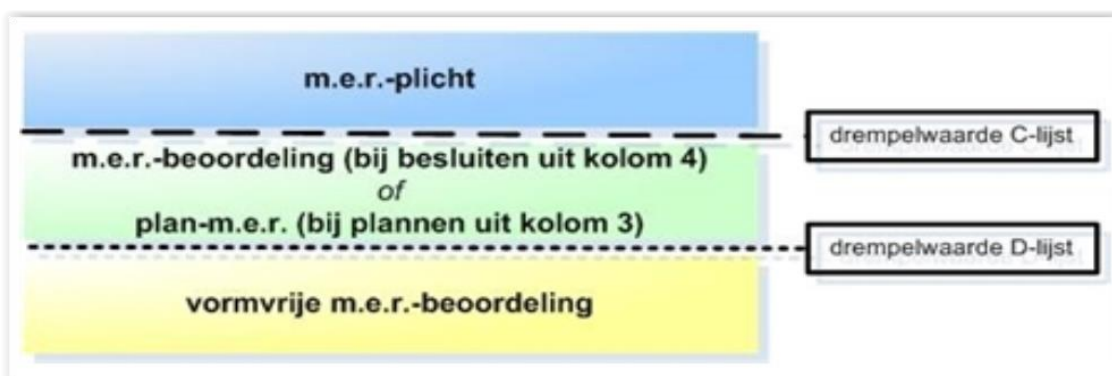 m.e.r.-plicht
drempelwaarde C-lijst
m.e.r.-beoordeling (bij besluiten uit kolom 4)
of
plan-m.e.r. (bij plannen uit kolom 3)
drempelwaarde D-lijst
vormvrije m.e.r.-beoordeling